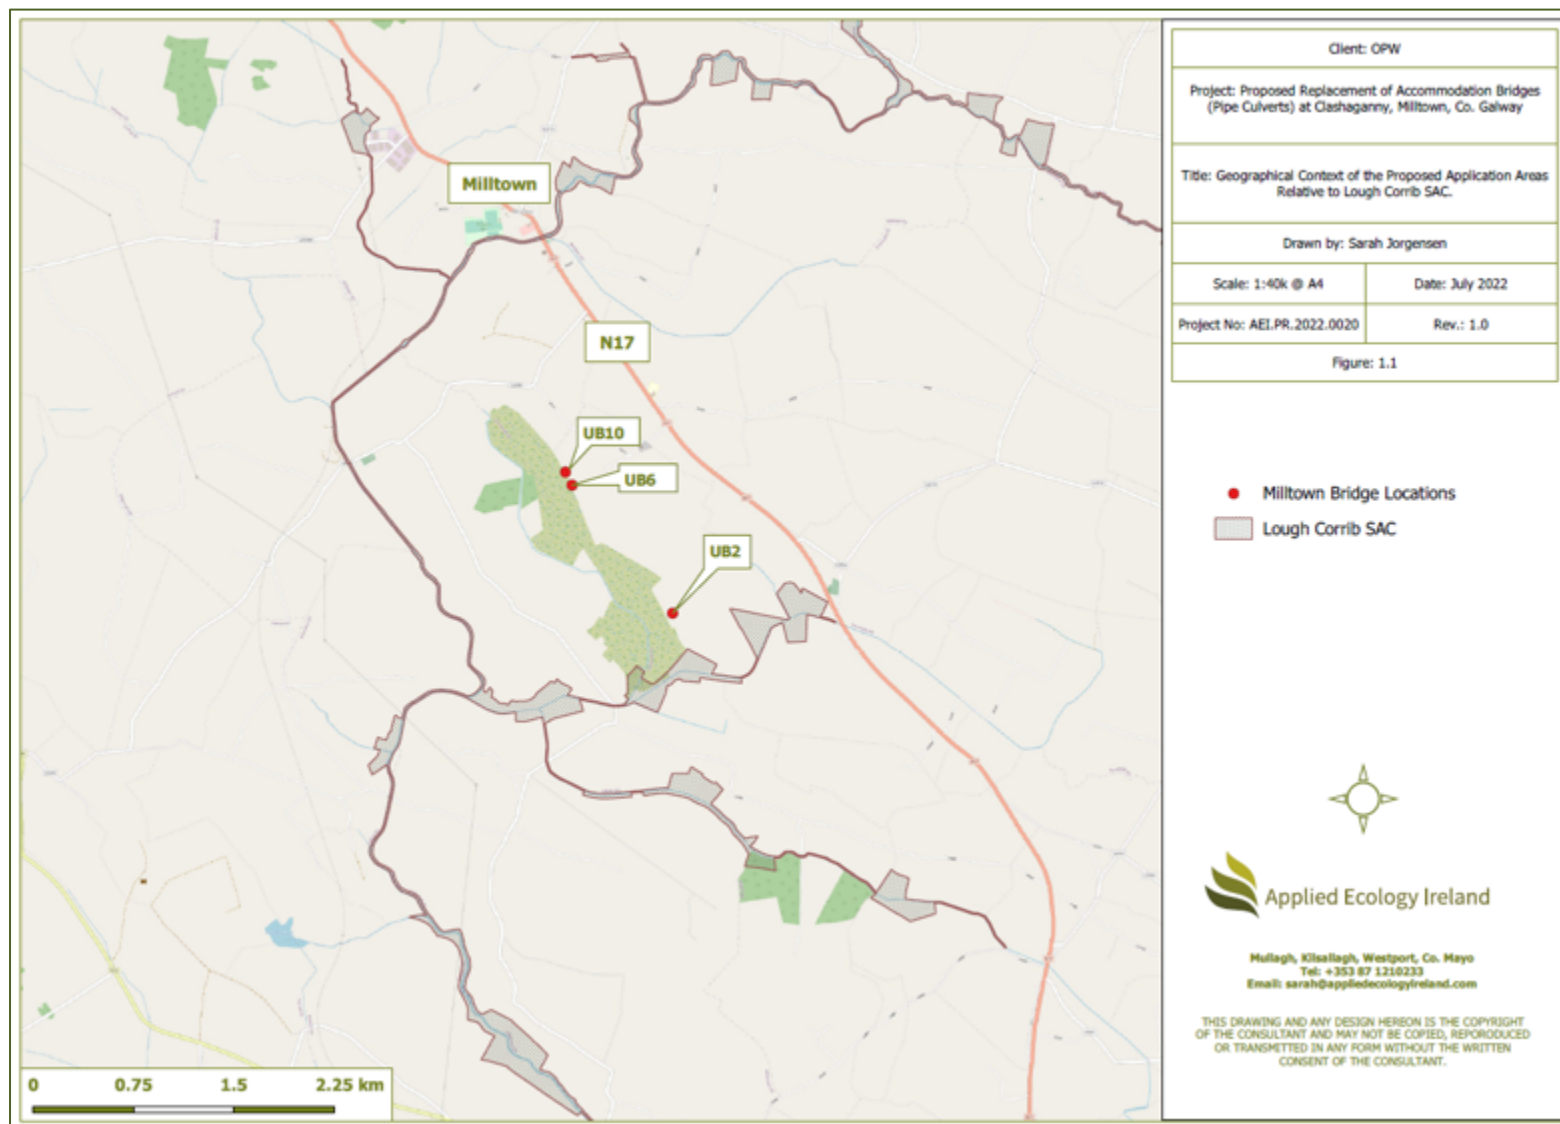 Milltown
N17
UB10
UB6
UB2
0 0.75 1.5 2.25 km
Client: OPW
Project: Proposed Replacement of Accommodation Bridges
(Pipe Culverts) at Clashaganny, Milltown, Co. Galway
Title: Geographical Context of the Proposed Application Areas
Relative to Lough Corrib SAC.
Drawn by: Sarah Jorgensen
Scale: 1:40k @ A4
Date: July 2022
Project No: AEI.PR.2022.0020
Rev.: 1.0
Figure: 1.1
Milltown Bridge Locations
Lough Corrib SAC
Applied Ecology Ireland
Mullagh, Kilsallagh, Westport, Co. Mayo
Tel: +353 87 1210233
Email: sarah@appliedecologyireland.com
THIS DRAWING AND ANY DESIGN HEREON IS THE COPYRIGHT
OF THE CONSULTANT AND MAY NOT BE COPIED, REPORODUCED
OR TRANSMITTED IN ANY FORM WITHOUT THE WRITTEN
CONSENT OF THE CONSULTANT.